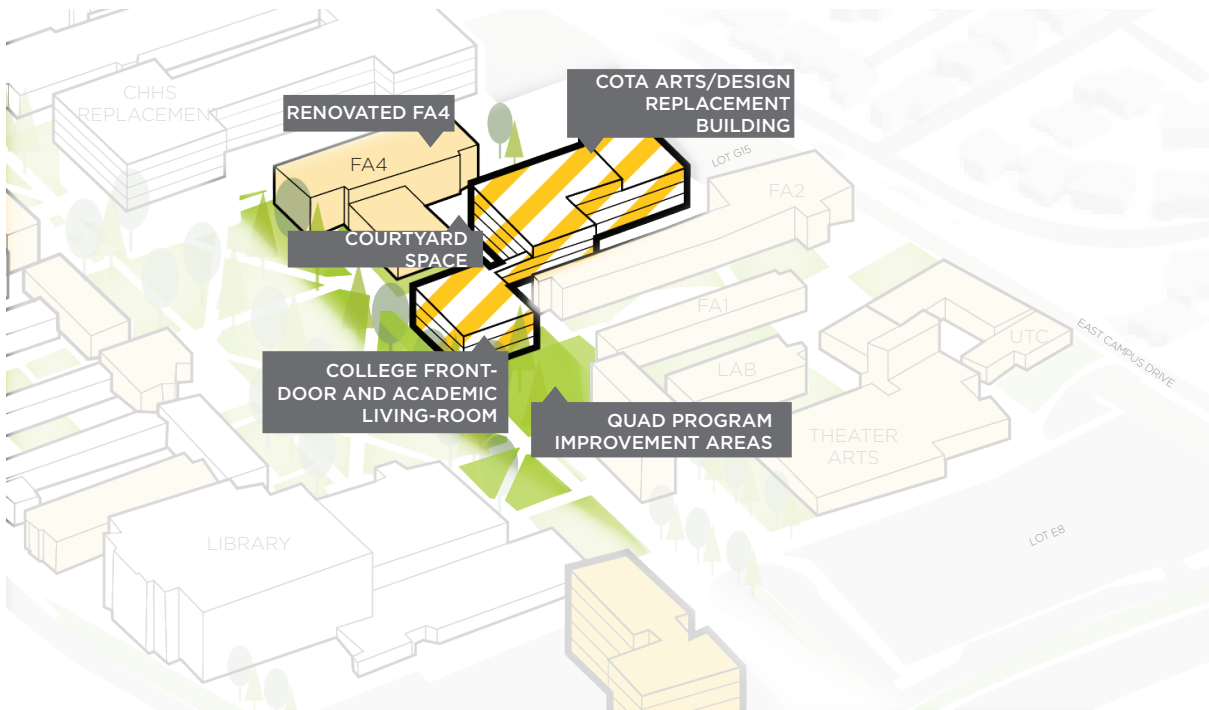 CHHS
REPLACEMENT
RENOVATED FA4
COTA ARTS/DESIGN
REPLACEMENT
BUILDING
LOT G15
FA4
FA2
COURTYARD
SPACE
FA1
UTC
EAST CAMPUS DRIVE
LAB
COLLEGE FRONT-
DOOR AND ACADEMIC
LIVING-ROOM
QUAD PROGRAM
IMPROVEMENT AREAS
THEATER
ARTS
LIBRARY
LOT E8